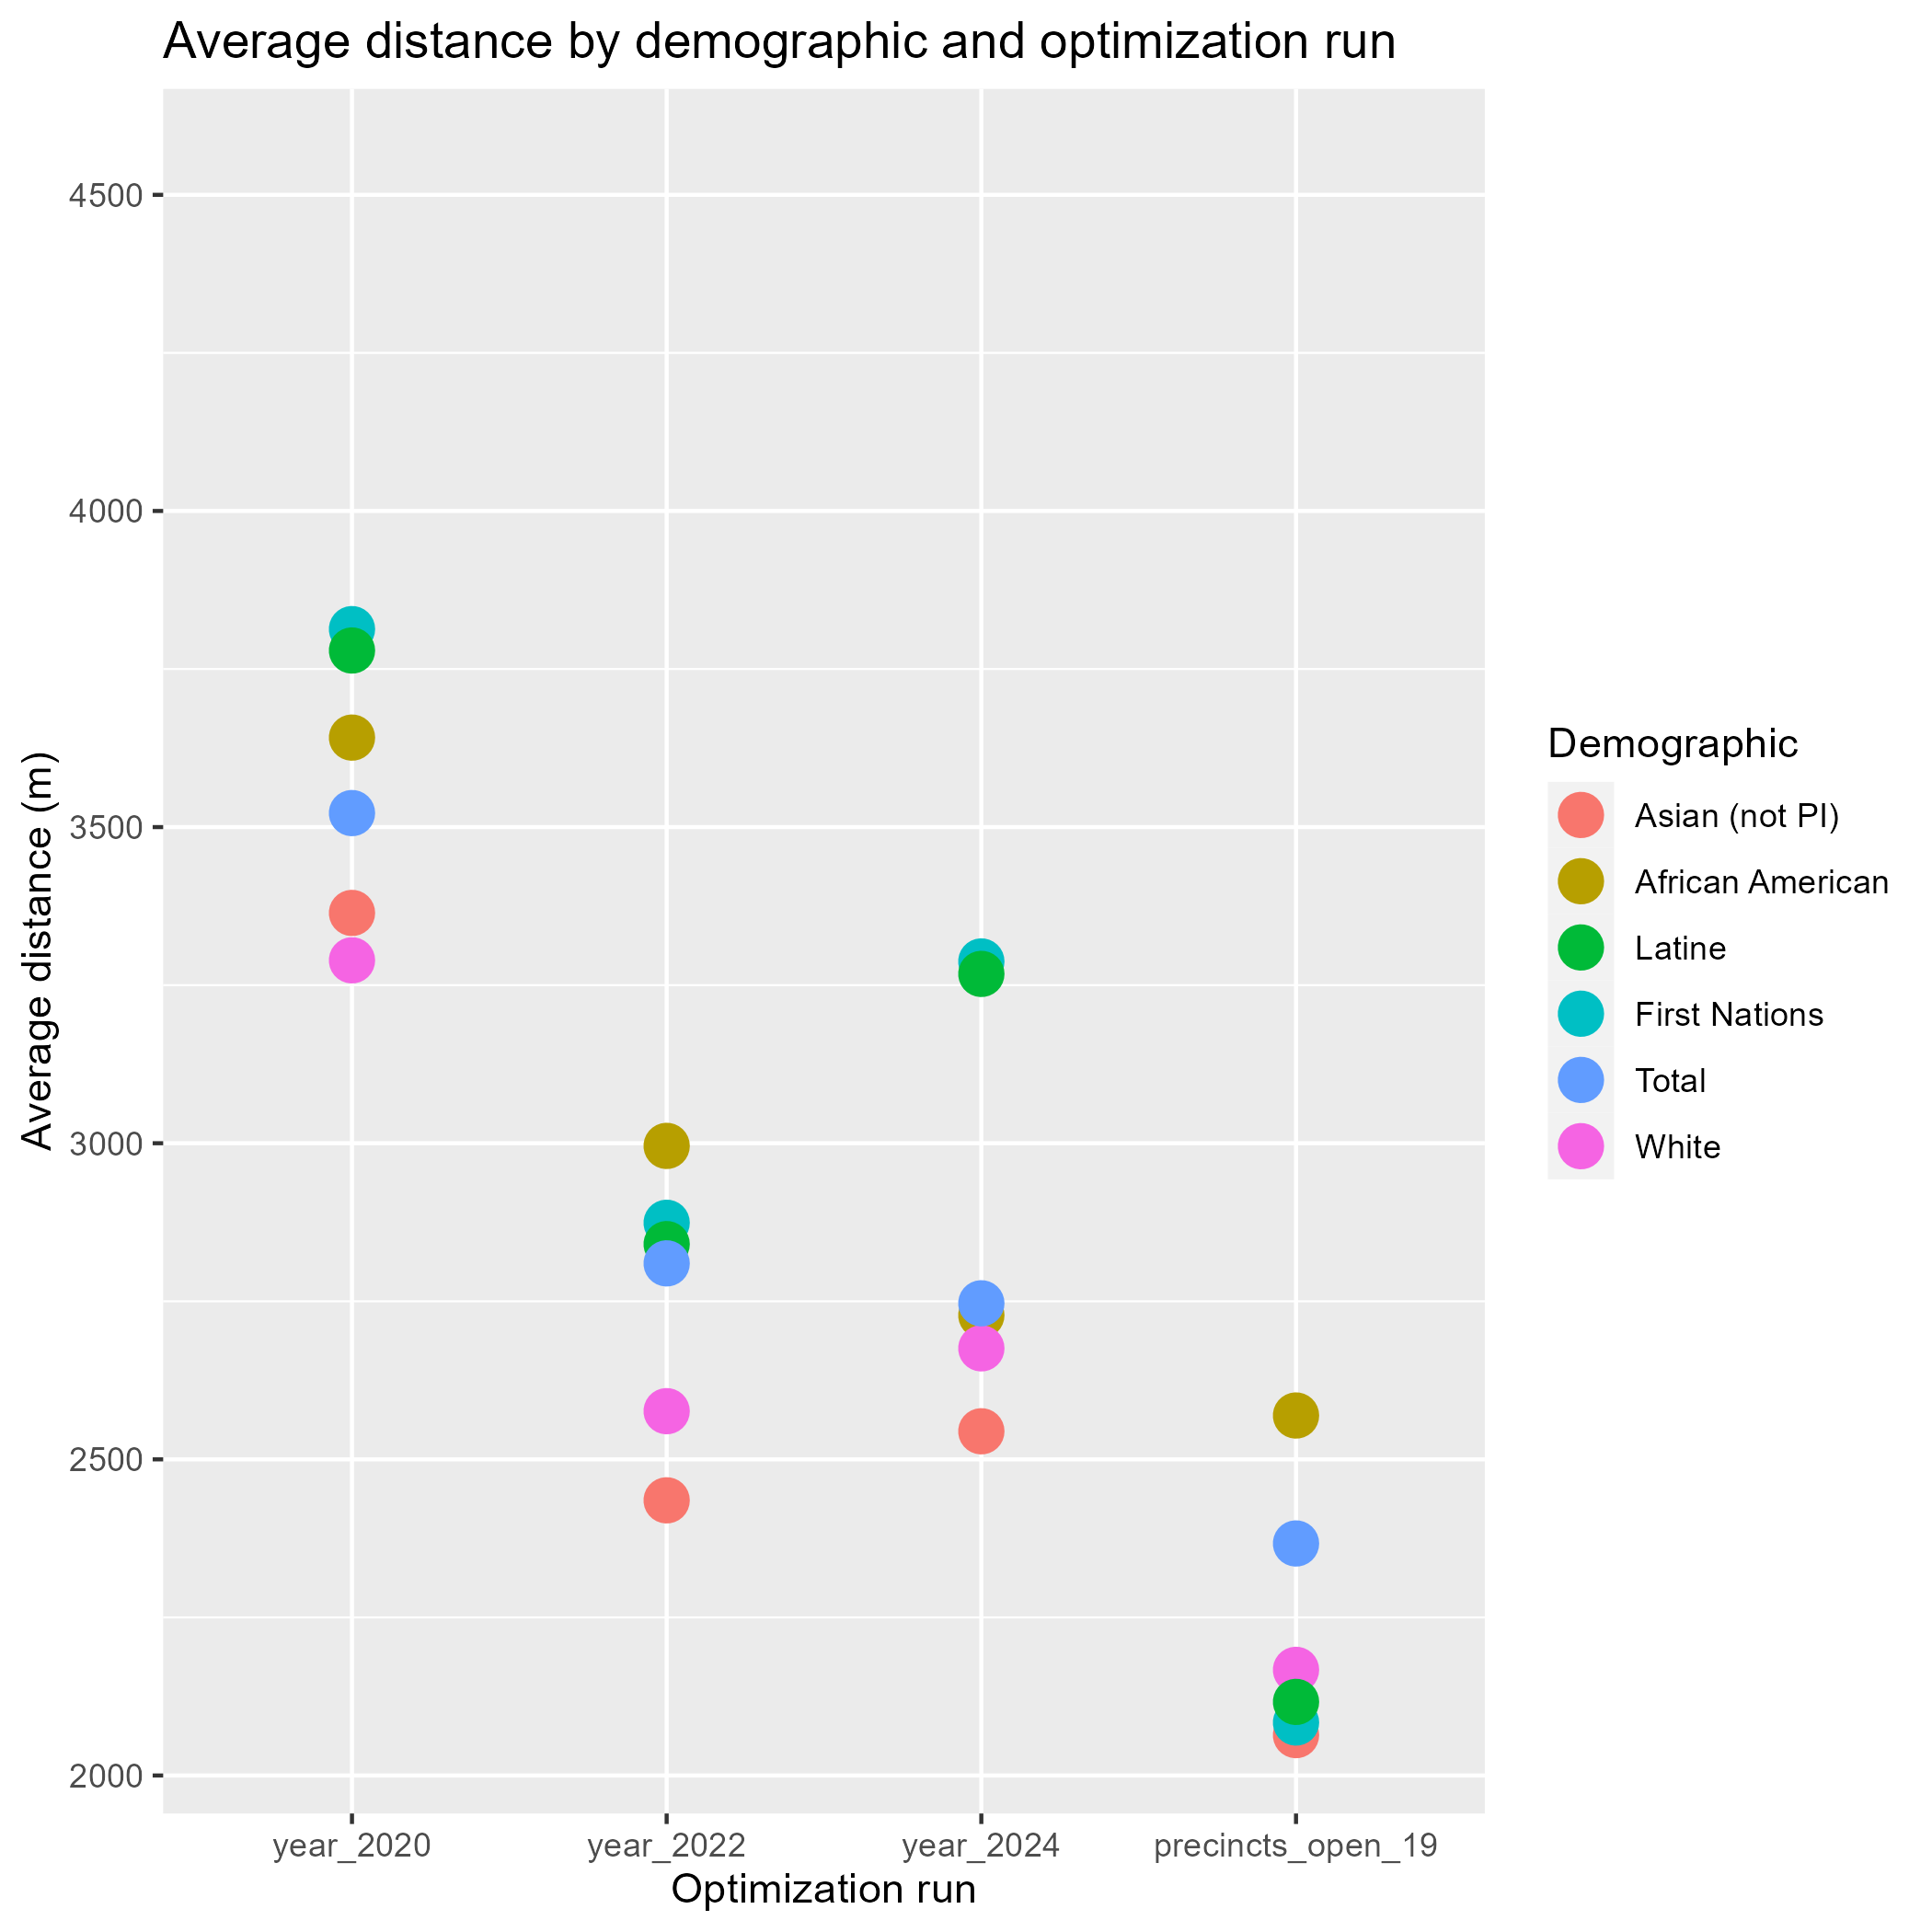 Average distance by demographic and optimization run
Average distance (m)
4500
4000
3500
3000
2500
2000
year_2020
year_2022
year_2024
precincts_open_19
Optimization run
Demographic
Asian (not PI)
African American
Latine
First Nations
Total
White